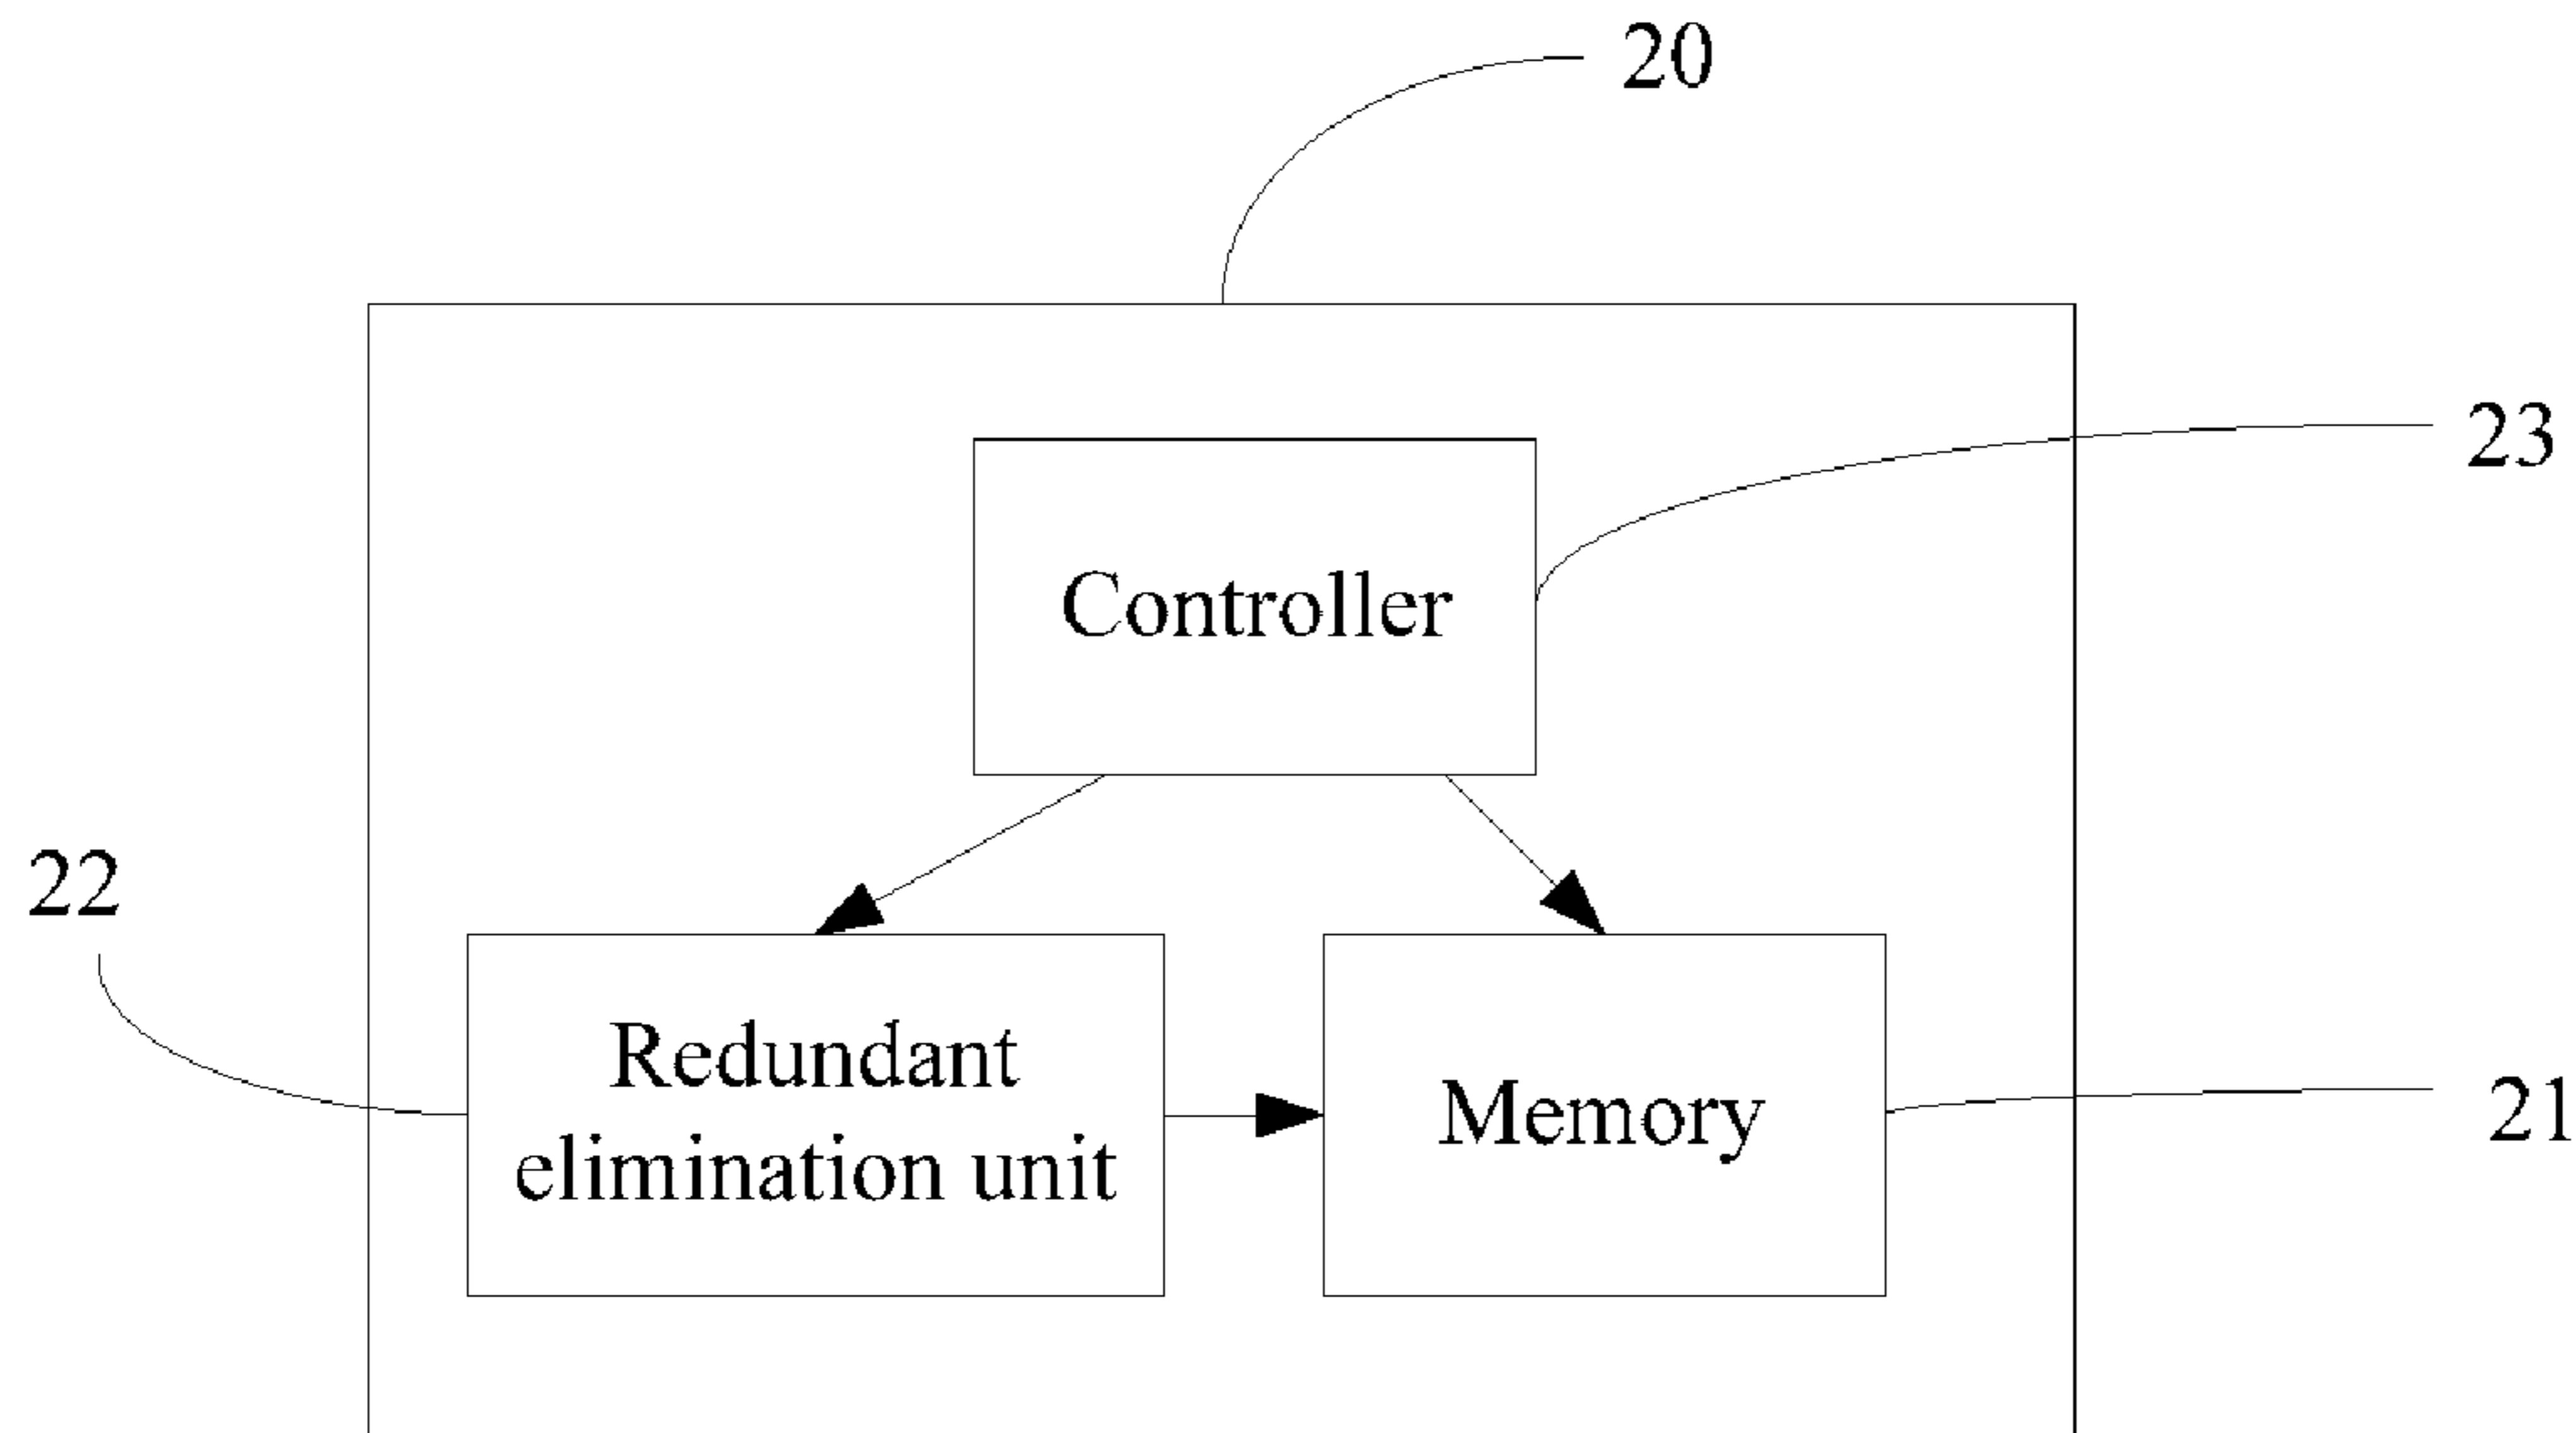 20
23
Controller
22
Redundant
elimination unit
Memory
21